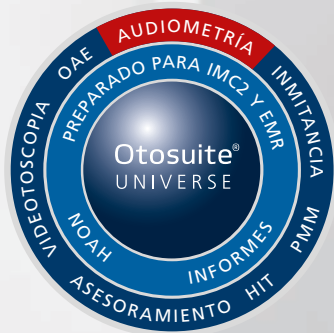 AUDIOMETRÍA
INMITANCIA
PMM
HIT
ASESORAMIENTO
VIDEOTOSCOPIA
OAE
PREPARADO PARA IMC2 Y EMR
INFORMES
NOAH
Otosuite®
UNIVERSE